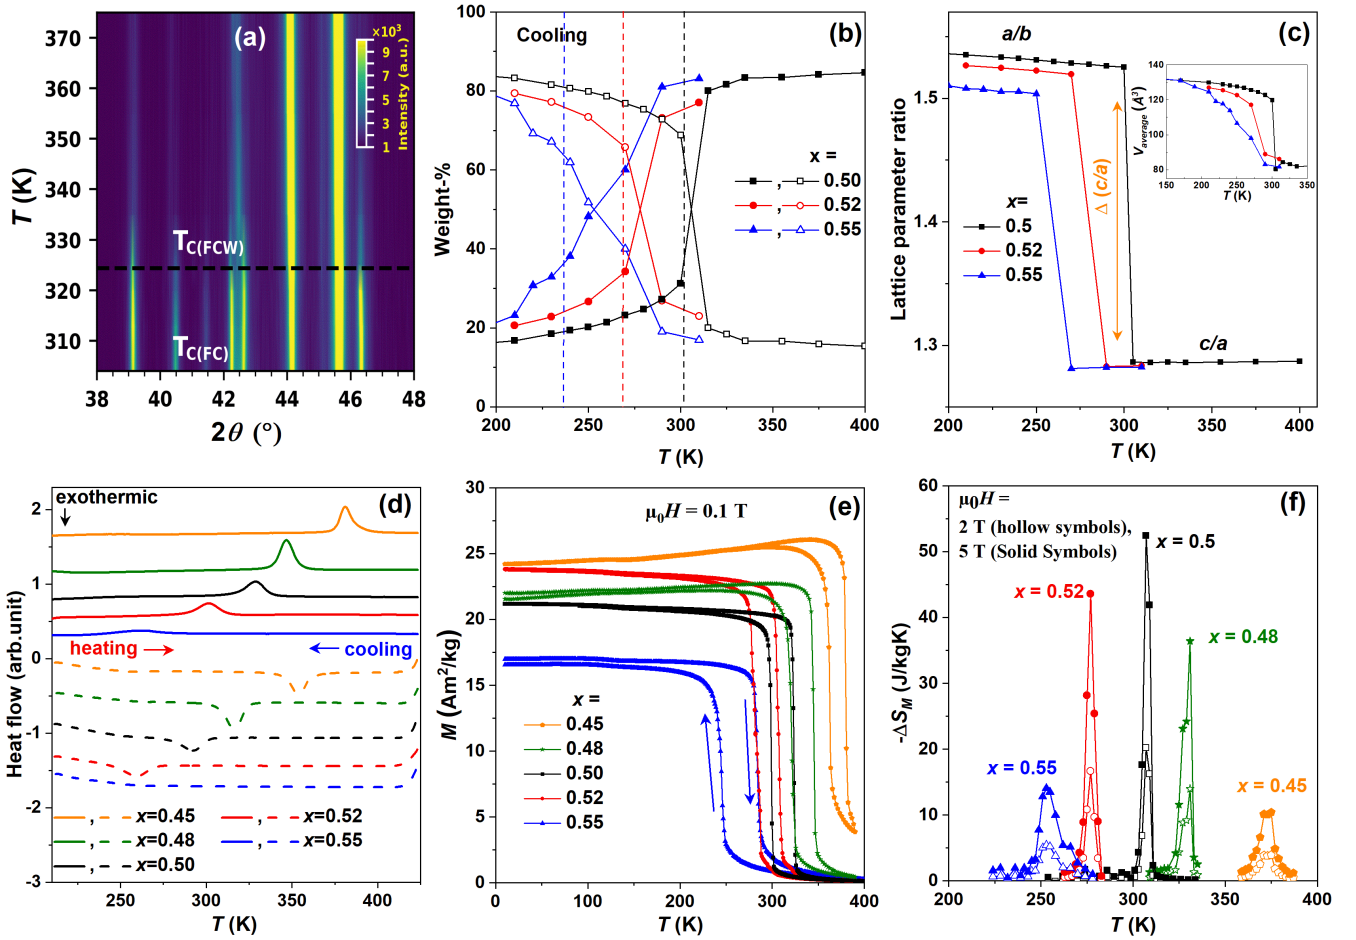 (a)
×10³
9
7
5
3
1
Intensity (a.u.)
T_C(FCW)
T_C(FC)
370
360
350
340
330
320
310
T (K)
38 40 42 44 46 48
2θ (°)
(b)
Cooling
100
80
60
40
20
0
Weight-%
x =
, 0.50
, 0.52
, 0.55
200 250 300 350 400
T (K)
(c)
a/b
1.5
1.4
1.3
Lattice parameter ratio
Δ (c/a)
x=
0.5
0.52
0.55
c/a
140
120
100
80
V_average (A³)
150 200 250 300 350
T (K)
200 250 300 350 400
T (K)
(d)
exothermic
2
1
0
-1
-2
-3
Heat flow (arb.unit)
heating
cooling
, x=0.45
, x=0.52
, x=0.48
, x=0.55
, x=0.50
250 300 350 400
T (K)
(e)
μ₀H = 0.1 T
30
25
20
15
10
5
0
M (Am²/kg)
x =
0.45
0.48
0.50
0.52
0.55
0 100 200 300 400
T (K)
(f)
μ₀H =
2 T (hollow symbols),
5 T (Solid Symbols)
60
50
40
30
20
10
0
-ΔS_M (J/kgK)
x = 0.5
x = 0.52
x = 0.48
x = 0.55
x = 0.45
200 250 300 350 400
T (K)